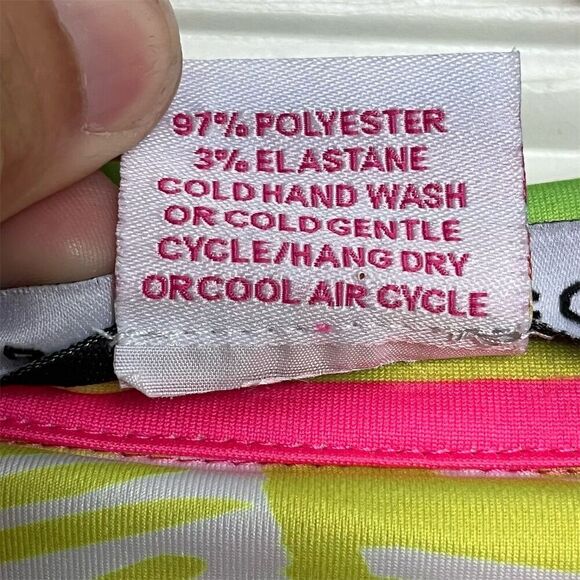 97% POLYESTER
3% ELASTANE
COLD HAND WASH
OR COLD GENTLE
CYCLE/HANG DRY
OR COOL AIR CYCLE